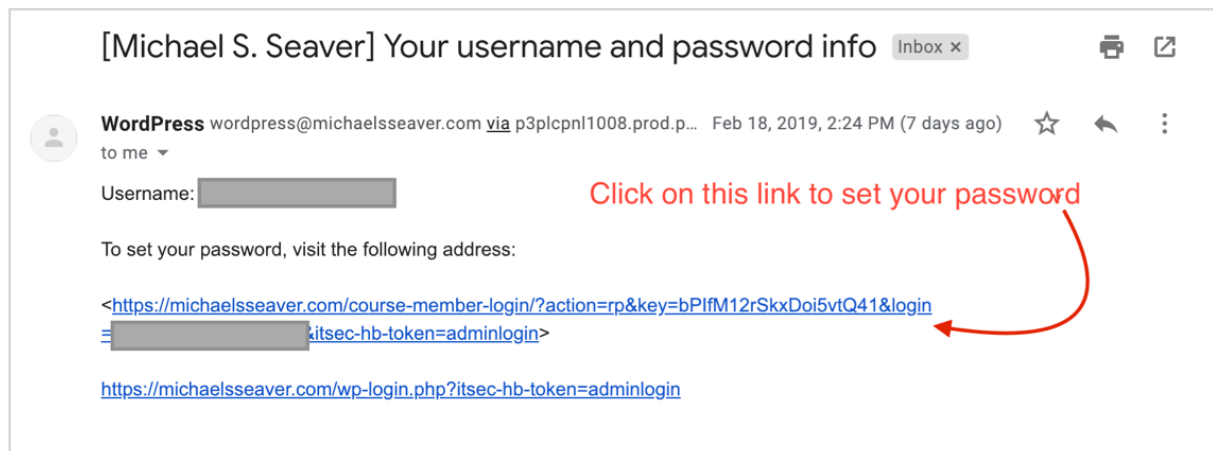 [Michael S. Seaver] Your username and password info Inbox ×
WordPress wordpress@michaelsseaver.com via p3plcpnl1008.prod.p... Feb 18, 2019, 2:24 PM (7 days ago)
to me
Username:
Click on this link to set your password
To set your password, visit the following address:
<https://michaelsseaver.com/course-member-login/?action=rp&key=bPIfM12rSkxDoi5vtQ41&login
=&itsec-hb-token=adminlogin>
https://michaelsseaver.com/wp-login.php?itsec-hb-token=adminlogin